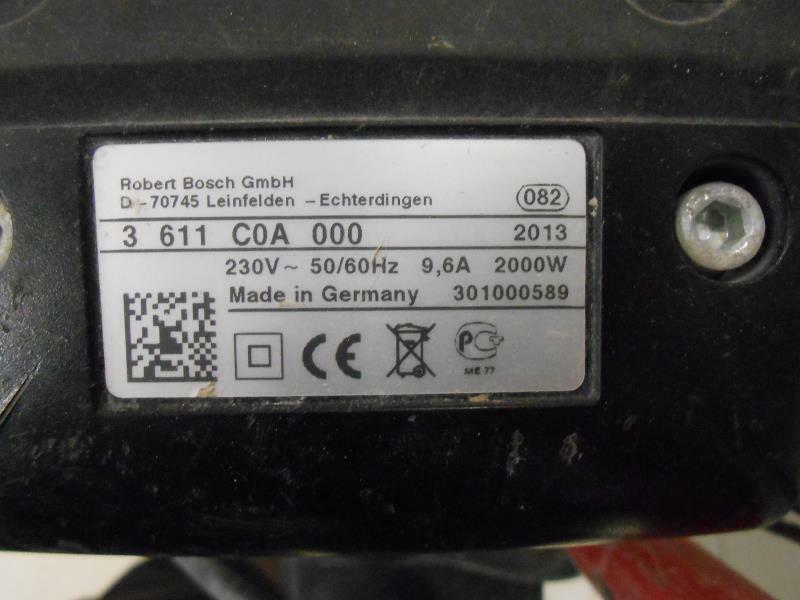 Robert Bosch GmbH
D -70745 Leinfelden - Echterdingen
082
3 611 C0A 000
2013
230V~ 50/60Hz 9,6A 2000W
Made in Germany 301000589
CE
PC
ME 77